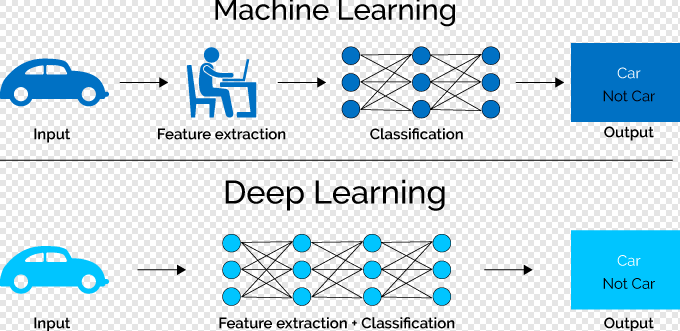 Machine Learning
Car
Not Car
Input
Feature extraction
Classification
Output
Deep Learning
Car
Not Car
Input
Feature extraction + Classification
Output